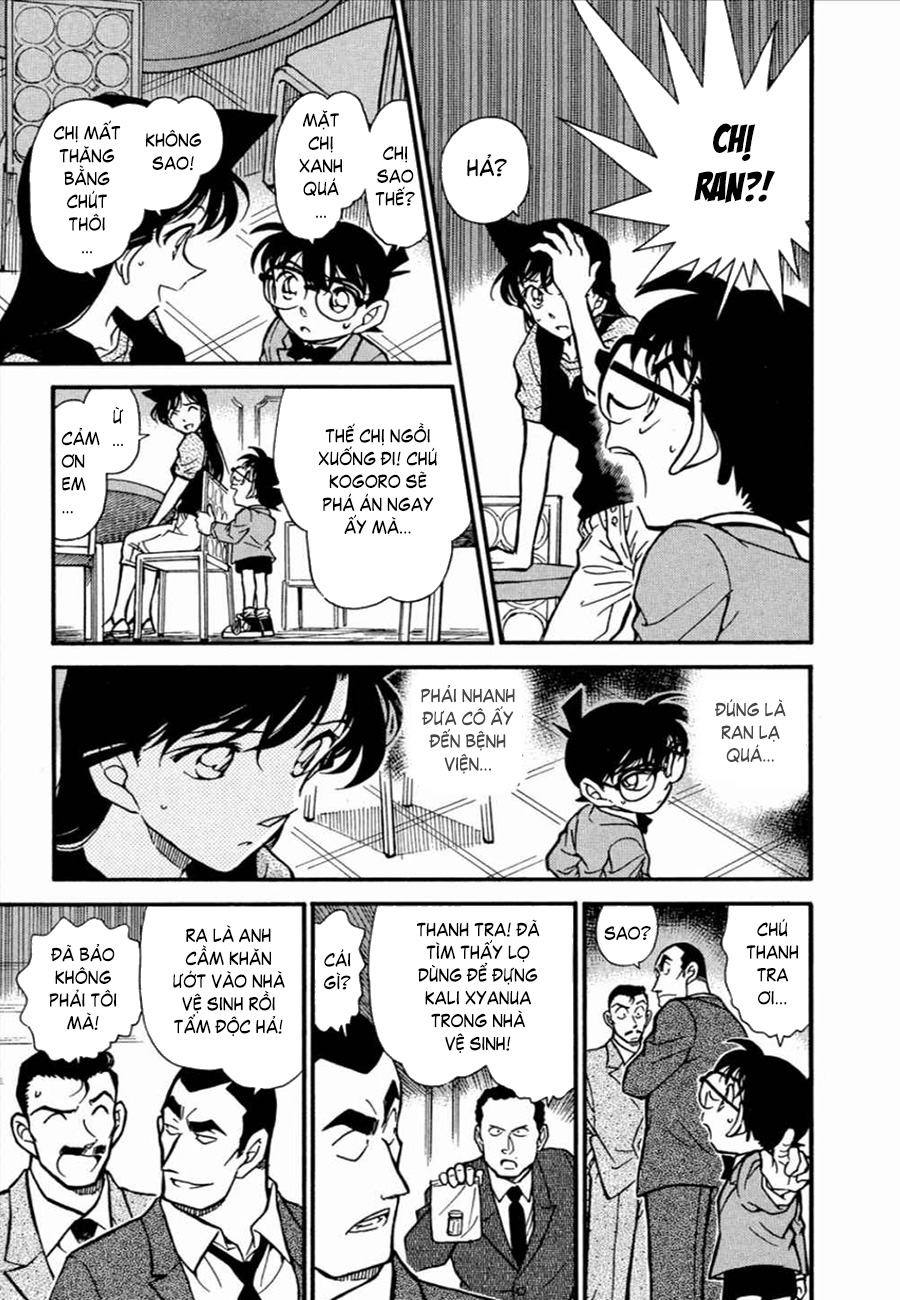 CHỊ
RAN?!
HẢ?
CHỊ
SAO
THẾ?
MẶT
CHỊ
XANH
QUÁ
...
KHÔNG
SAO!
CHỊ MẤT
THĂNG
BẰNG
CHÚT
THÔI
...
THẾ CHỊ NGỒI
XUỐNG ĐI! CHÚ
KOGORO SẼ
PHÁ ÁN NGAY
ẤY MÀ...
Ừ
...
CẢM
ƠN
EM
...
ĐÚNG LÀ
RAN LẠ
QUÁ...
PHẢI NHANH
ĐƯA CÔ ẤY
ĐẾN BỆNH
VIỆN...
CHÚ
THANH
TRA
ƠI...
SAO?
THANH TRA! ĐÃ
TÌM THẤY LỌ
DÙNG ĐỂ ĐỰNG
KALI XYANUA
TRONG NHÀ
VỆ SINH!
CÁI
GÌ?
RA LÀ ANH
CẦM KHĂN
ƯỚT VÀO NHÀ
VỆ SINH RỒI
TẨM ĐỘC HẢ!
ĐÃ BẢO
KHÔNG
PHẢI TÔI
MÀ!